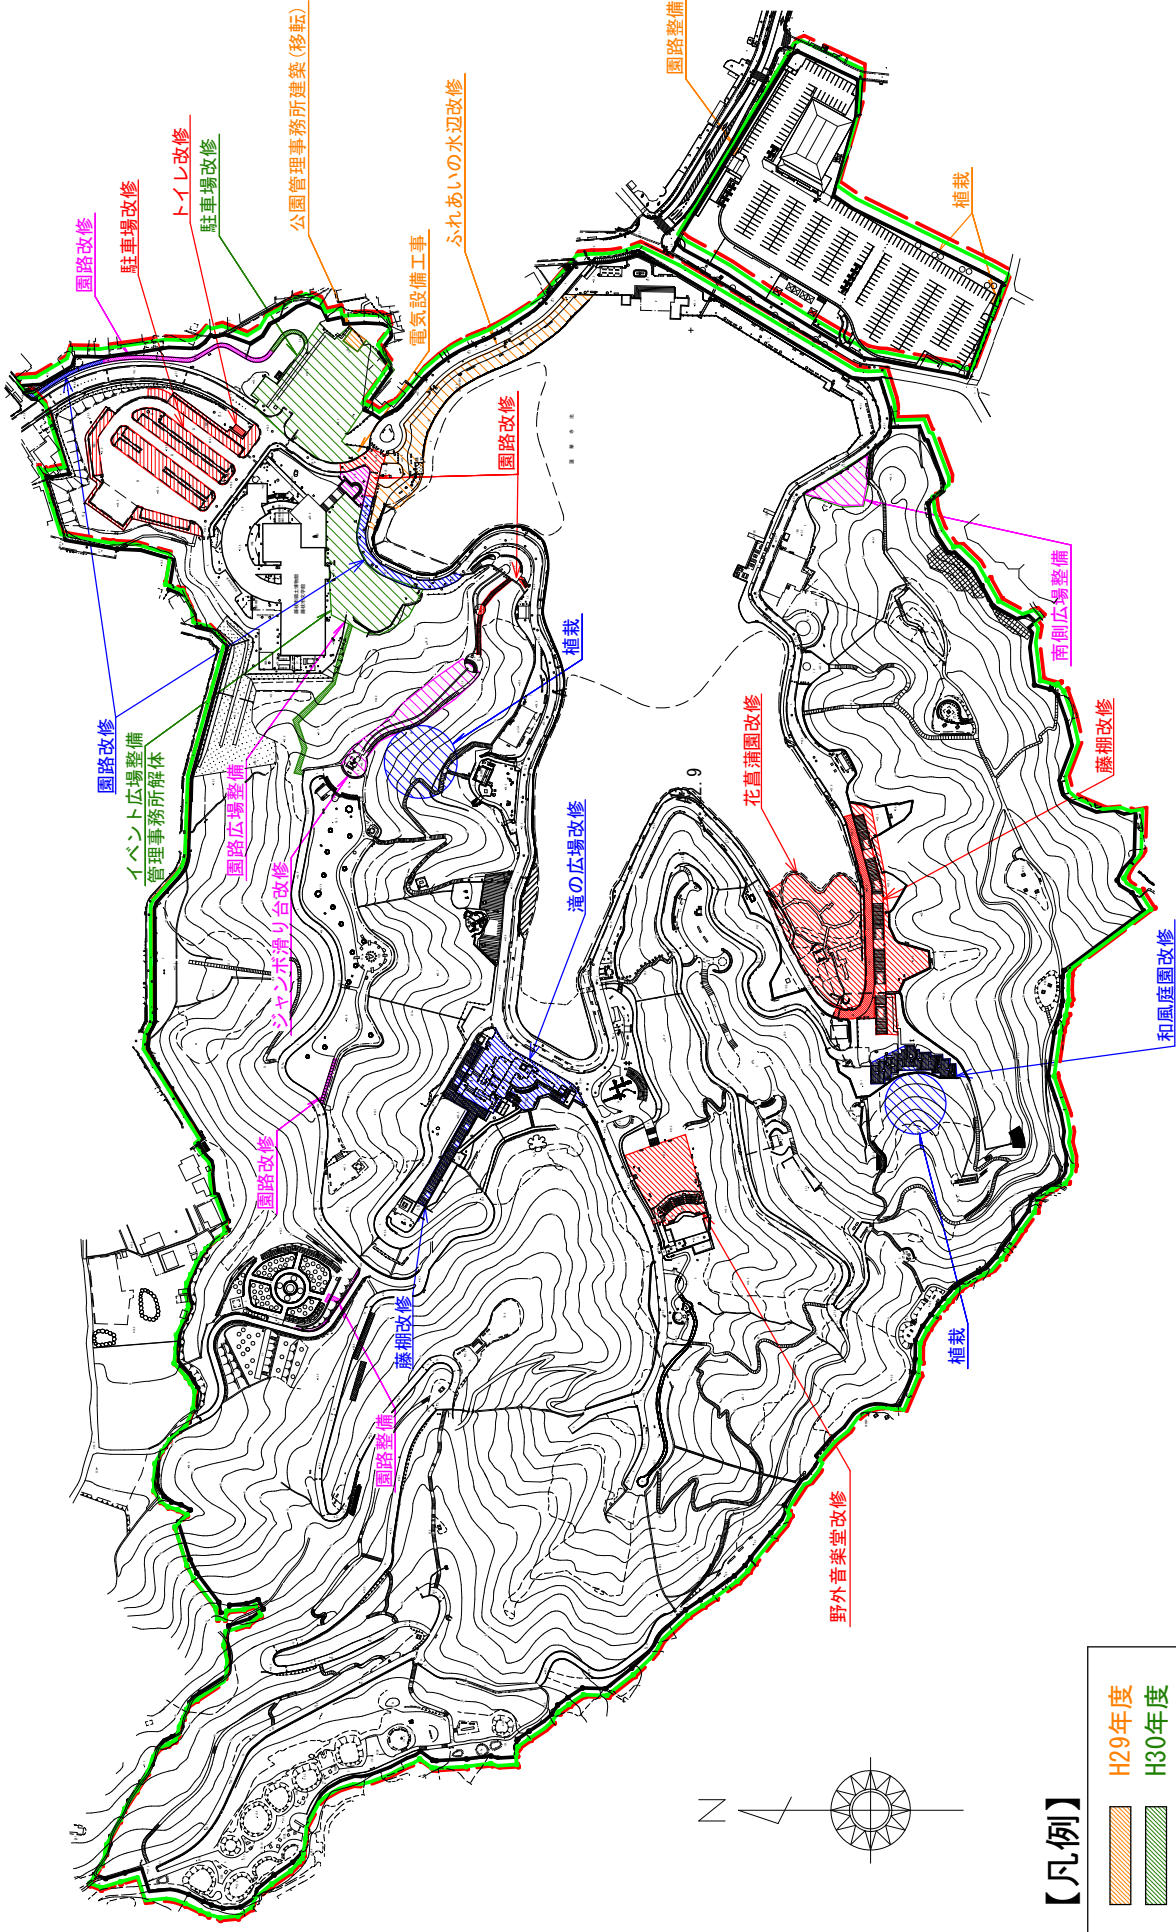 園路改修
駐車場改修
トイレ改修
駐車場改修
公園管理事務所建築(移転)
電気設備工事
ふれあいの水辺改修
園路整備
植栽
園路改修
園路改修
イベント広場整備
管理事務所解体
園路広場整備
ジャンボ滑り台改修
植栽
滝の広場改修
花菖蒲園改修
南側広場整備
藤棚改修
和風庭園改修
園路改修
藤棚改修
園路整備
植栽
野外音楽堂改修
N
【凡例】
H29年度
H30年度